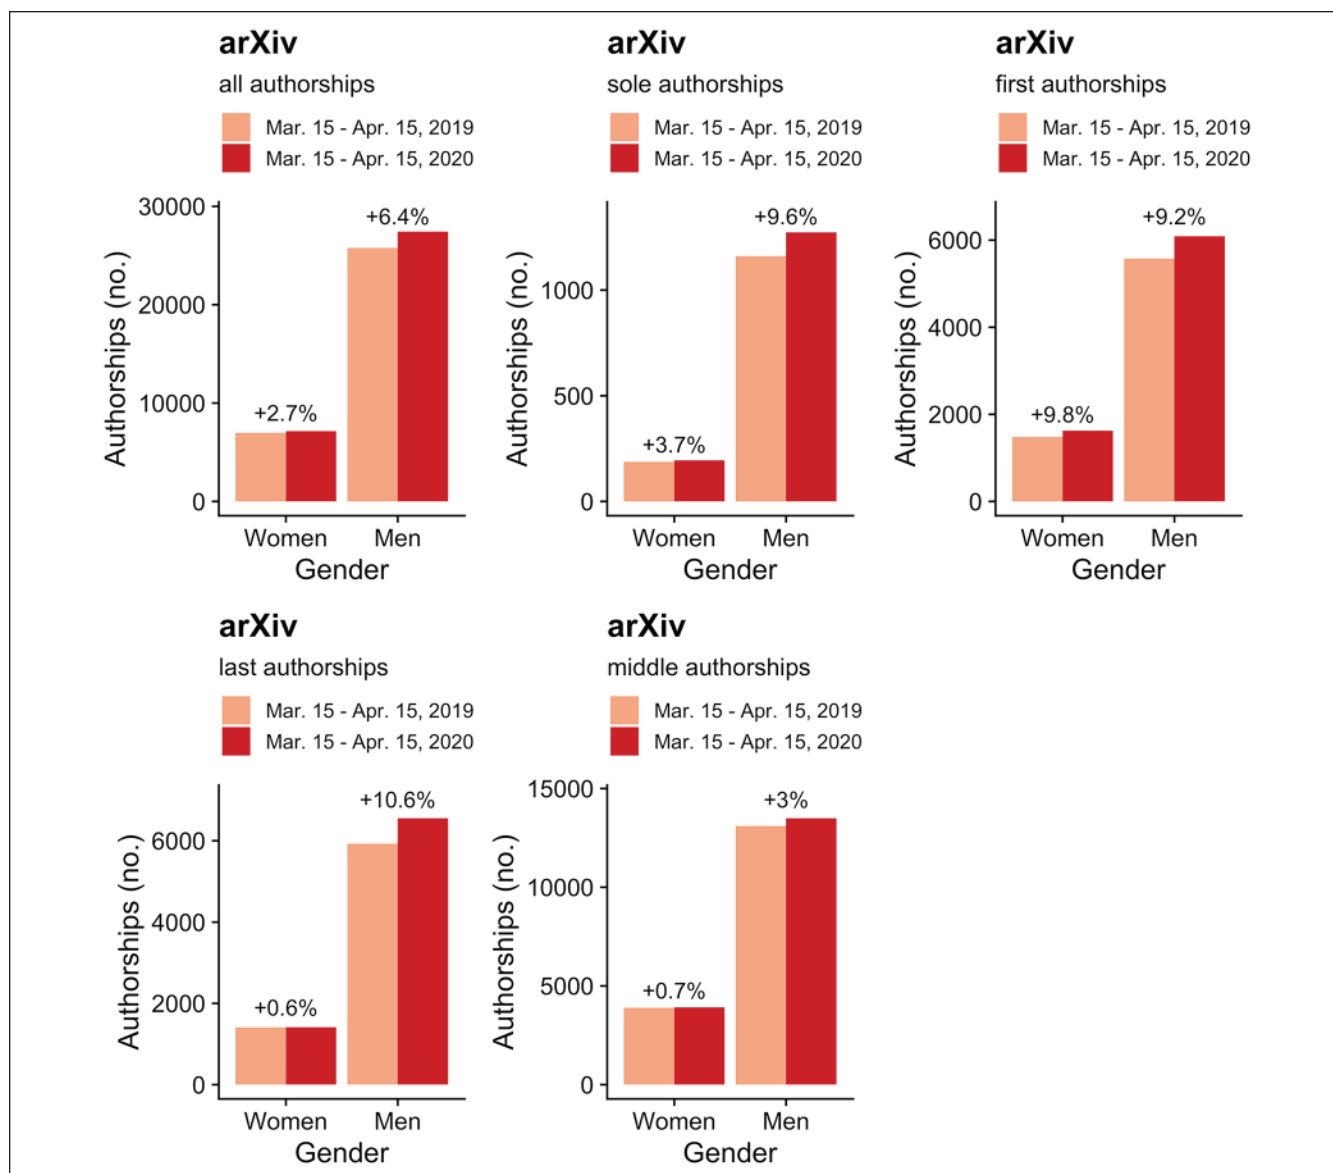 arXiv
all authorships
Mar. 15 - Apr. 15, 2019
Mar. 15 - Apr. 15, 2020
Authorships (no.)
30000
20000
10000
0
+2.7%
+6.4%
Women
Men
Gender
arXiv
sole authorships
Mar. 15 - Apr. 15, 2019
Mar. 15 - Apr. 15, 2020
Authorships (no.)
1000
500
0
+3.7%
+9.6%
Women
Men
Gender
arXiv
first authorships
Mar. 15 - Apr. 15, 2019
Mar. 15 - Apr. 15, 2020
Authorships (no.)
6000
4000
2000
0
+9.8%
+9.2%
Women
Men
Gender
arXiv
last authorships
Mar. 15 - Apr. 15, 2019
Mar. 15 - Apr. 15, 2020
Authorships (no.)
6000
4000
2000
0
+0.6%
+10.6%
Women
Men
Gender
arXiv
middle authorships
Mar. 15 - Apr. 15, 2019
Mar. 15 - Apr. 15, 2020
Authorships (no.)
15000
10000
5000
0
+0.7%
+3%
Women
Men
Gender